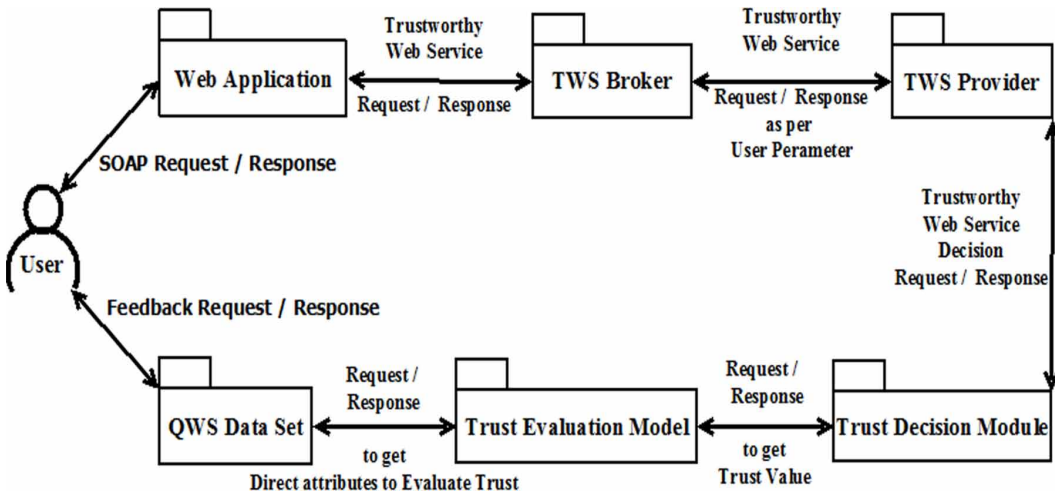 Trustworthy
Web Service
Trustworthy
Web Service
Web Application
TWS Broker
TWS Provider
Request / Response
Request / Response
as per
User Perameter
SOAP Request / Response
Trustworthy
Web Service
Decision
Request / Response
User
Feedback Request / Response
Request /
Response
Request /
Response
QWS Data Set
Trust Evaluation Model
Trust Decision Module
to get
Direct attributes to Evaluate Trust
to get
Trust Value